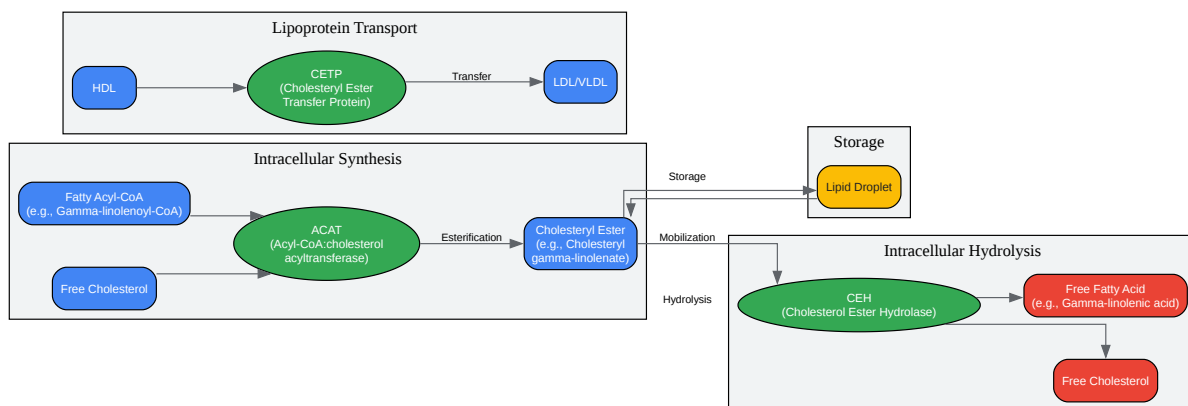 Lipoprotein Transport
HDL
CETP
(Cholesteryl Ester
Transfer Protein)
Transfer
LDL/VLDL
Intracellular Synthesis
Fatty Acyl-CoA
(e.g., Gamma-linolenoyl-CoA)
Free Cholesterol
ACAT
(Acyl-CoA:cholesterol
acyltransferase)
Esterification
Cholesteryl Ester
(e.g., Cholesteryl
gamma-linolenate)
Storage
Storage
Lipid Droplet
Mobilization
Hydrolysis
Intracellular Hydrolysis
CEH
(Cholesterol Ester Hydrolase)
Free Fatty Acid
(e.g., Gamma-linolenic acid)
Free Cholesterol